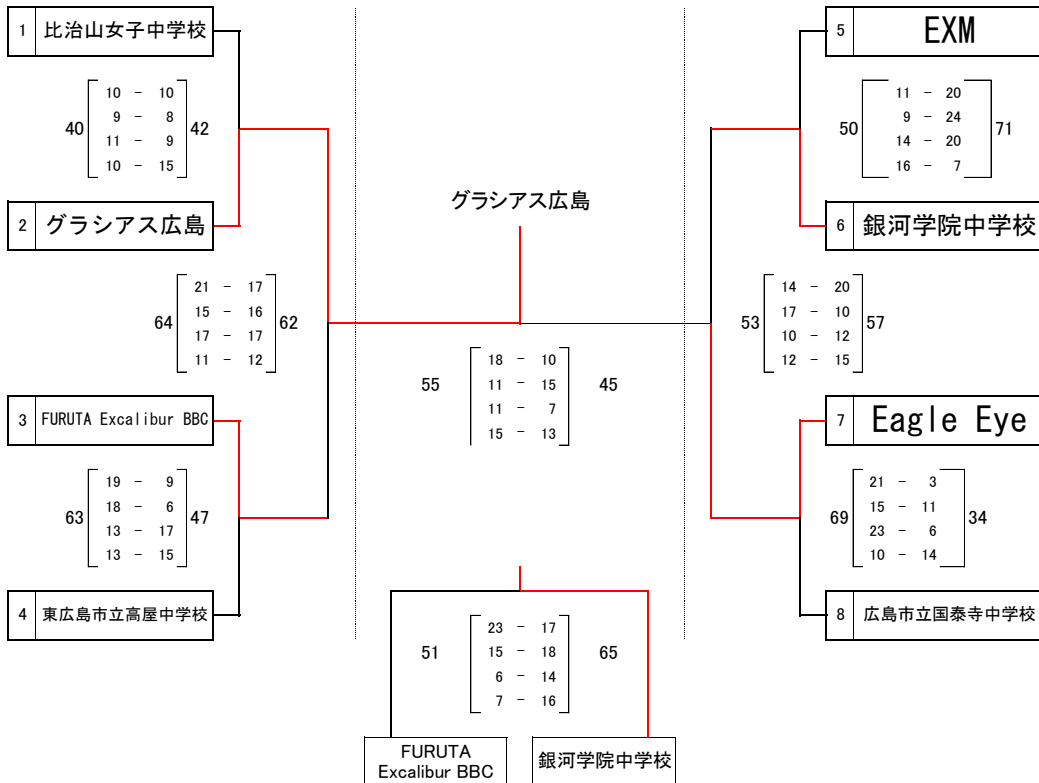 1 比治山女子中学校
40 42
10 - 10
9 - 8
11 - 9
10 - 15
2 グラシアス広島
64 62
21 - 17
15 - 16
17 - 17
11 - 12
3 FURUTA Excalibur BBC
63 47
19 - 9
18 - 6
13 - 17
13 - 15
4 東広島市立高屋中学校
グラシアス広島
55 45
18 - 10
11 - 15
11 - 7
15 - 13
51 65
23 - 17
15 - 18
6 - 14
7 - 16
FURUTA
Excalibur BBC
銀河学院中学校
5 EXM
50 71
11 - 20
9 - 24
14 - 20
16 - 7
6 銀河学院中学校
53 57
14 - 20
17 - 10
10 - 12
12 - 15
7 Eagle Eye
69 34
21 - 3
15 - 11
23 - 6
10 - 14
8 広島市立国泰寺中学校